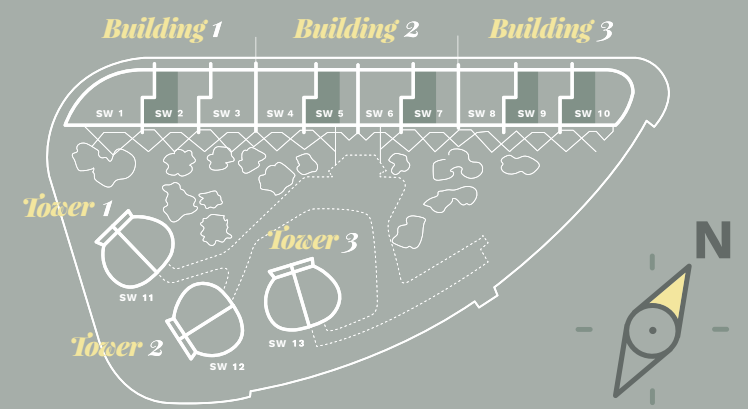 Building 1 Building 2 Building 3
SW 1 SW 2 SW 3 SW 4 SW 5 SW 6 SW 7 SW 8 SW 9 SW 10
Tower 1
Tower 3
N
SW 11
SW 13
Tower 2
SW 12